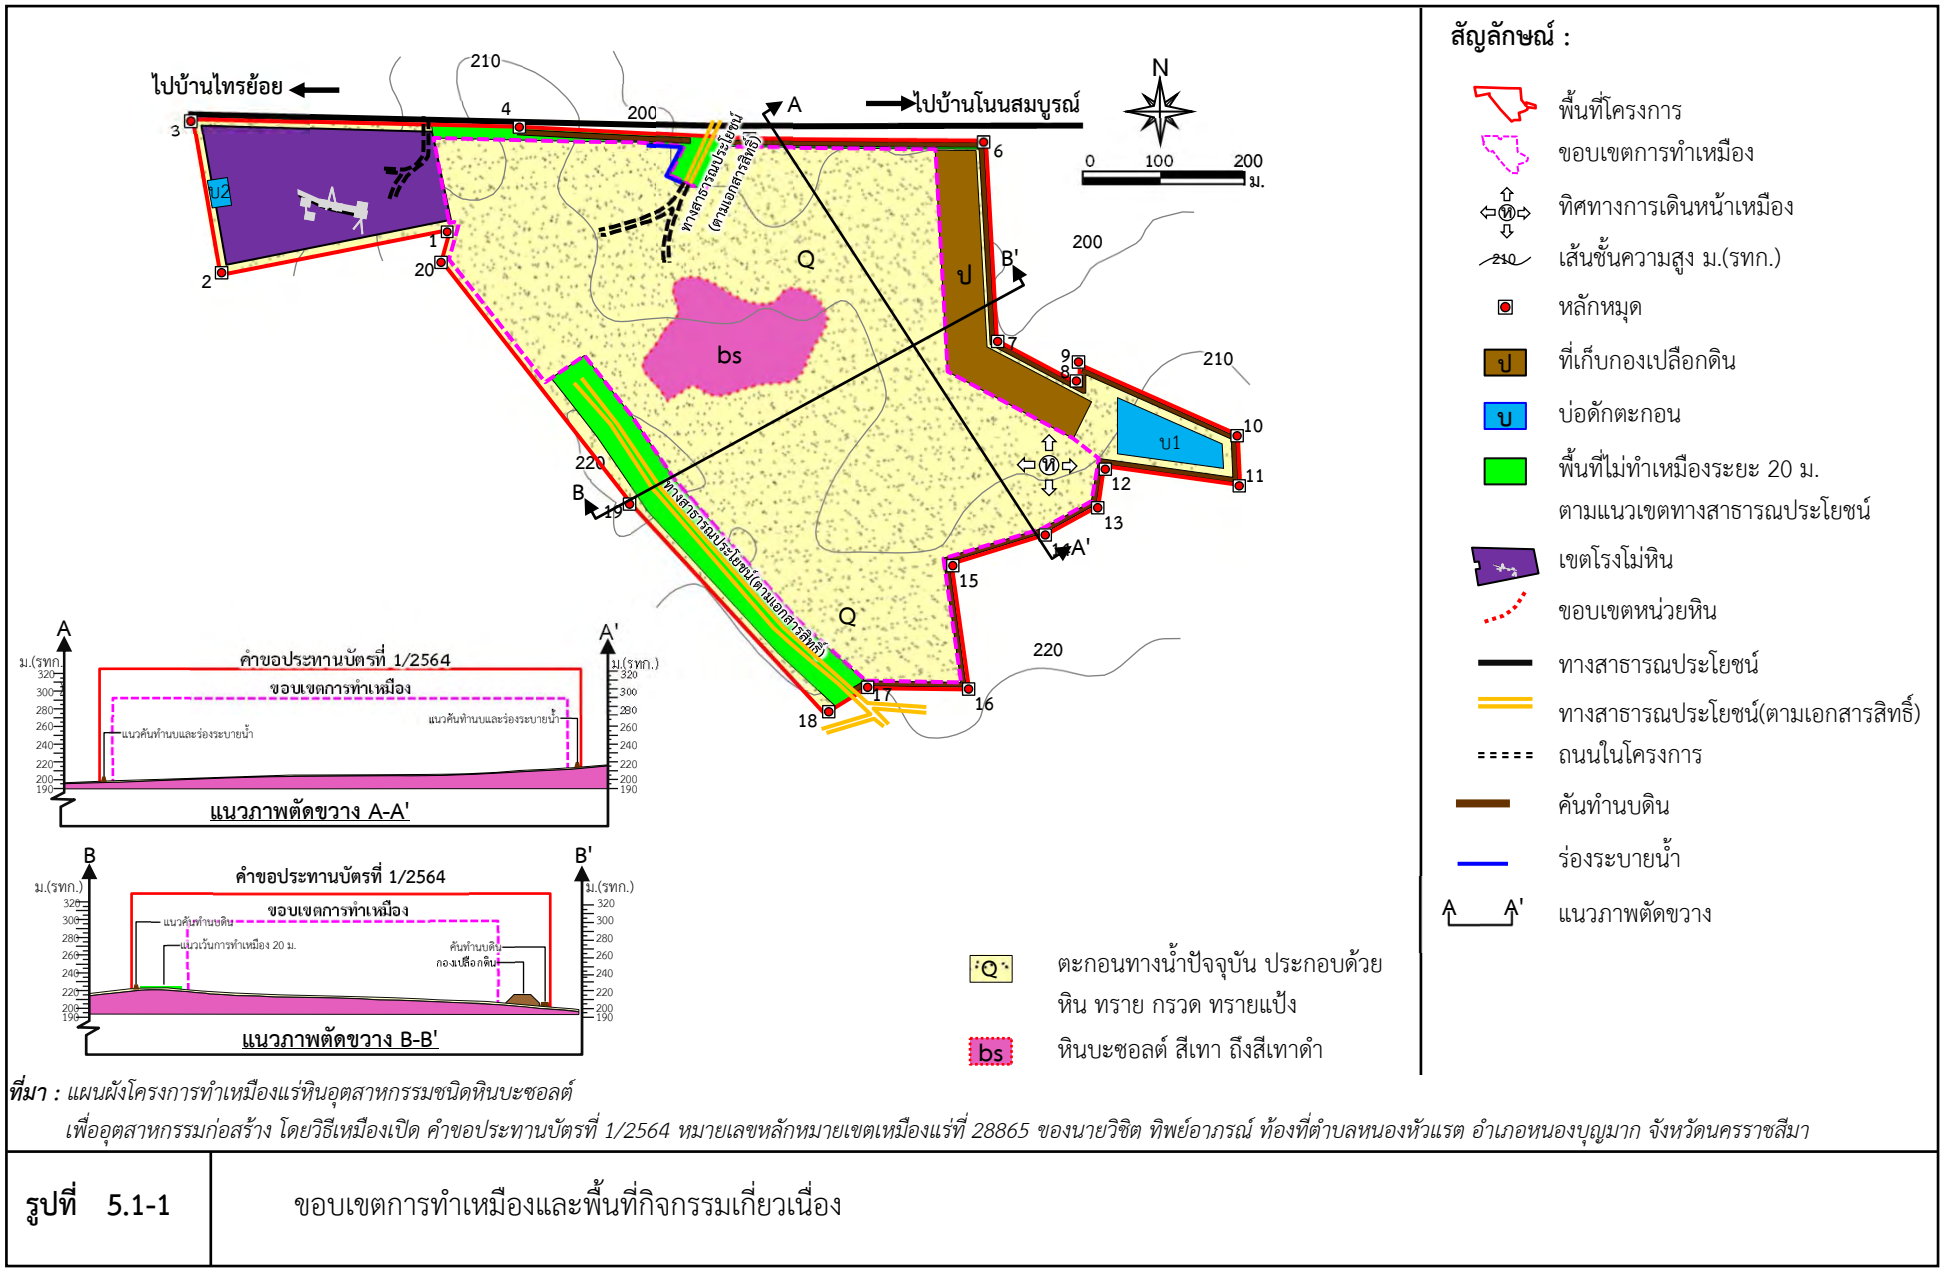 ไปบ้านไทรย้อย
ไปบ้านโนนสมบูรณ์
N
0 100 200
ม.
210
200
200
210
220
220
A
A'
B
B'
1
2
3
4
6
7
8
9
10
11
12
13
14
15
16
17
18
19
20
บ2
บ1
ป
Q
Q
bs
ท
ทางสาธารณประโยชน์
(ตามเอกสารสิทธิ์)
ทางสาธารณประโยชน์(ตามเอกสารสิทธิ์)
A
A'
ม.(รทก.
ม.(รทก.)
คำขอประทานบัตรที่ 1/2564
ขอบเขตการทำเหมือง
แนวคันทำนบและร่องระบายน้ำ
แนวคันทำนบและร่องระบายน้ำ
320 320
300 300
280 280
260 260
240 240
220 220
200 200
190 190
แนวภาพตัดขวาง A-A'
B
B'
ม.(รทก.)
ม.(รทก.)
คำขอประทานบัตรที่ 1/2564
ขอบเขตการทำเหมือง
แนวคันทำนบดิน
แนวเว้นการทำเหมือง 20 ม.
คันทำนบดิน
กองเปลือกดิน
320 320
300 300
280 280
260 260
240 240
220 220
200 200
190 190
แนวภาพตัดขวาง B-B'
สัญลักษณ์ :
พื้นที่โครงการ
ขอบเขตการทำเหมือง
ท ทิศทางการเดินหน้าเหมือง
210 เส้นชั้นความสูง ม.(รทก.)
หลักหมุด
ป ที่เก็บกองเปลือกดิน
บ บ่อดักตะกอน
พื้นที่ไม่ทำเหมืองระยะ 20 ม.
ตามแนวเขตทางสาธารณประโยชน์
เขตโรงโม่หิน
ขอบเขตหน่วยหิน
ทางสาธารณประโยชน์
ทางสาธารณประโยชน์(ตามเอกสารสิทธิ์)
ถนนในโครงการ
คันทำนบดิน
ร่องระบายน้ำ
A A' แนวภาพตัดขวาง
Q ตะกอนทางน้ำปัจจุบัน ประกอบด้วย
หิน ทราย กรวด ทรายแป้ง
bs หินบะซอลต์ สีเทา ถึงสีเทาดำ
ที่มา : แผนผังโครงการทำเหมืองแร่หินอุตสาหกรรมชนิดหินบะซอลต์
เพื่ออุตสาหกรรมก่อสร้าง โดยวิธีเหมืองเปิด คำขอประทานบัตรที่ 1/2564 หมายเลขหลักหมายเขตเหมืองแร่ที่ 28865 ของนายวิชิต ทิพย์อาภรณ์ ท้องที่ตำบลหนองหัวแรต อำเภอหนองบุญมาก จังหวัดนครราชสีมา
รูปที่ 5.1-1
ขอบเขตการทำเหมืองและพื้นที่กิจกรรมเกี่ยวเนื่อง